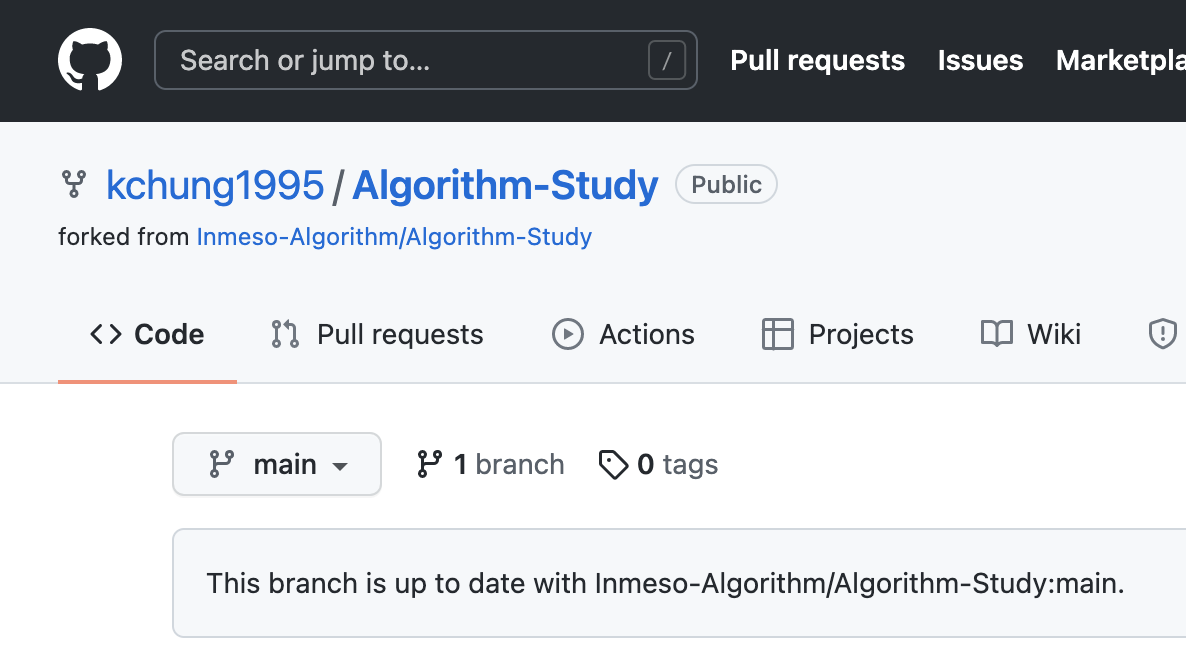 Search or jump to... / Pull requests Issues Marketpla
kchung1995 / Algorithm-Study Public
forked from Inmeso-Algorithm/Algorithm-Study
Code Pull requests Actions Projects Wiki
main 1 branch 0 tags
This branch is up to date with Inmeso-Algorithm/Algorithm-Study:main.